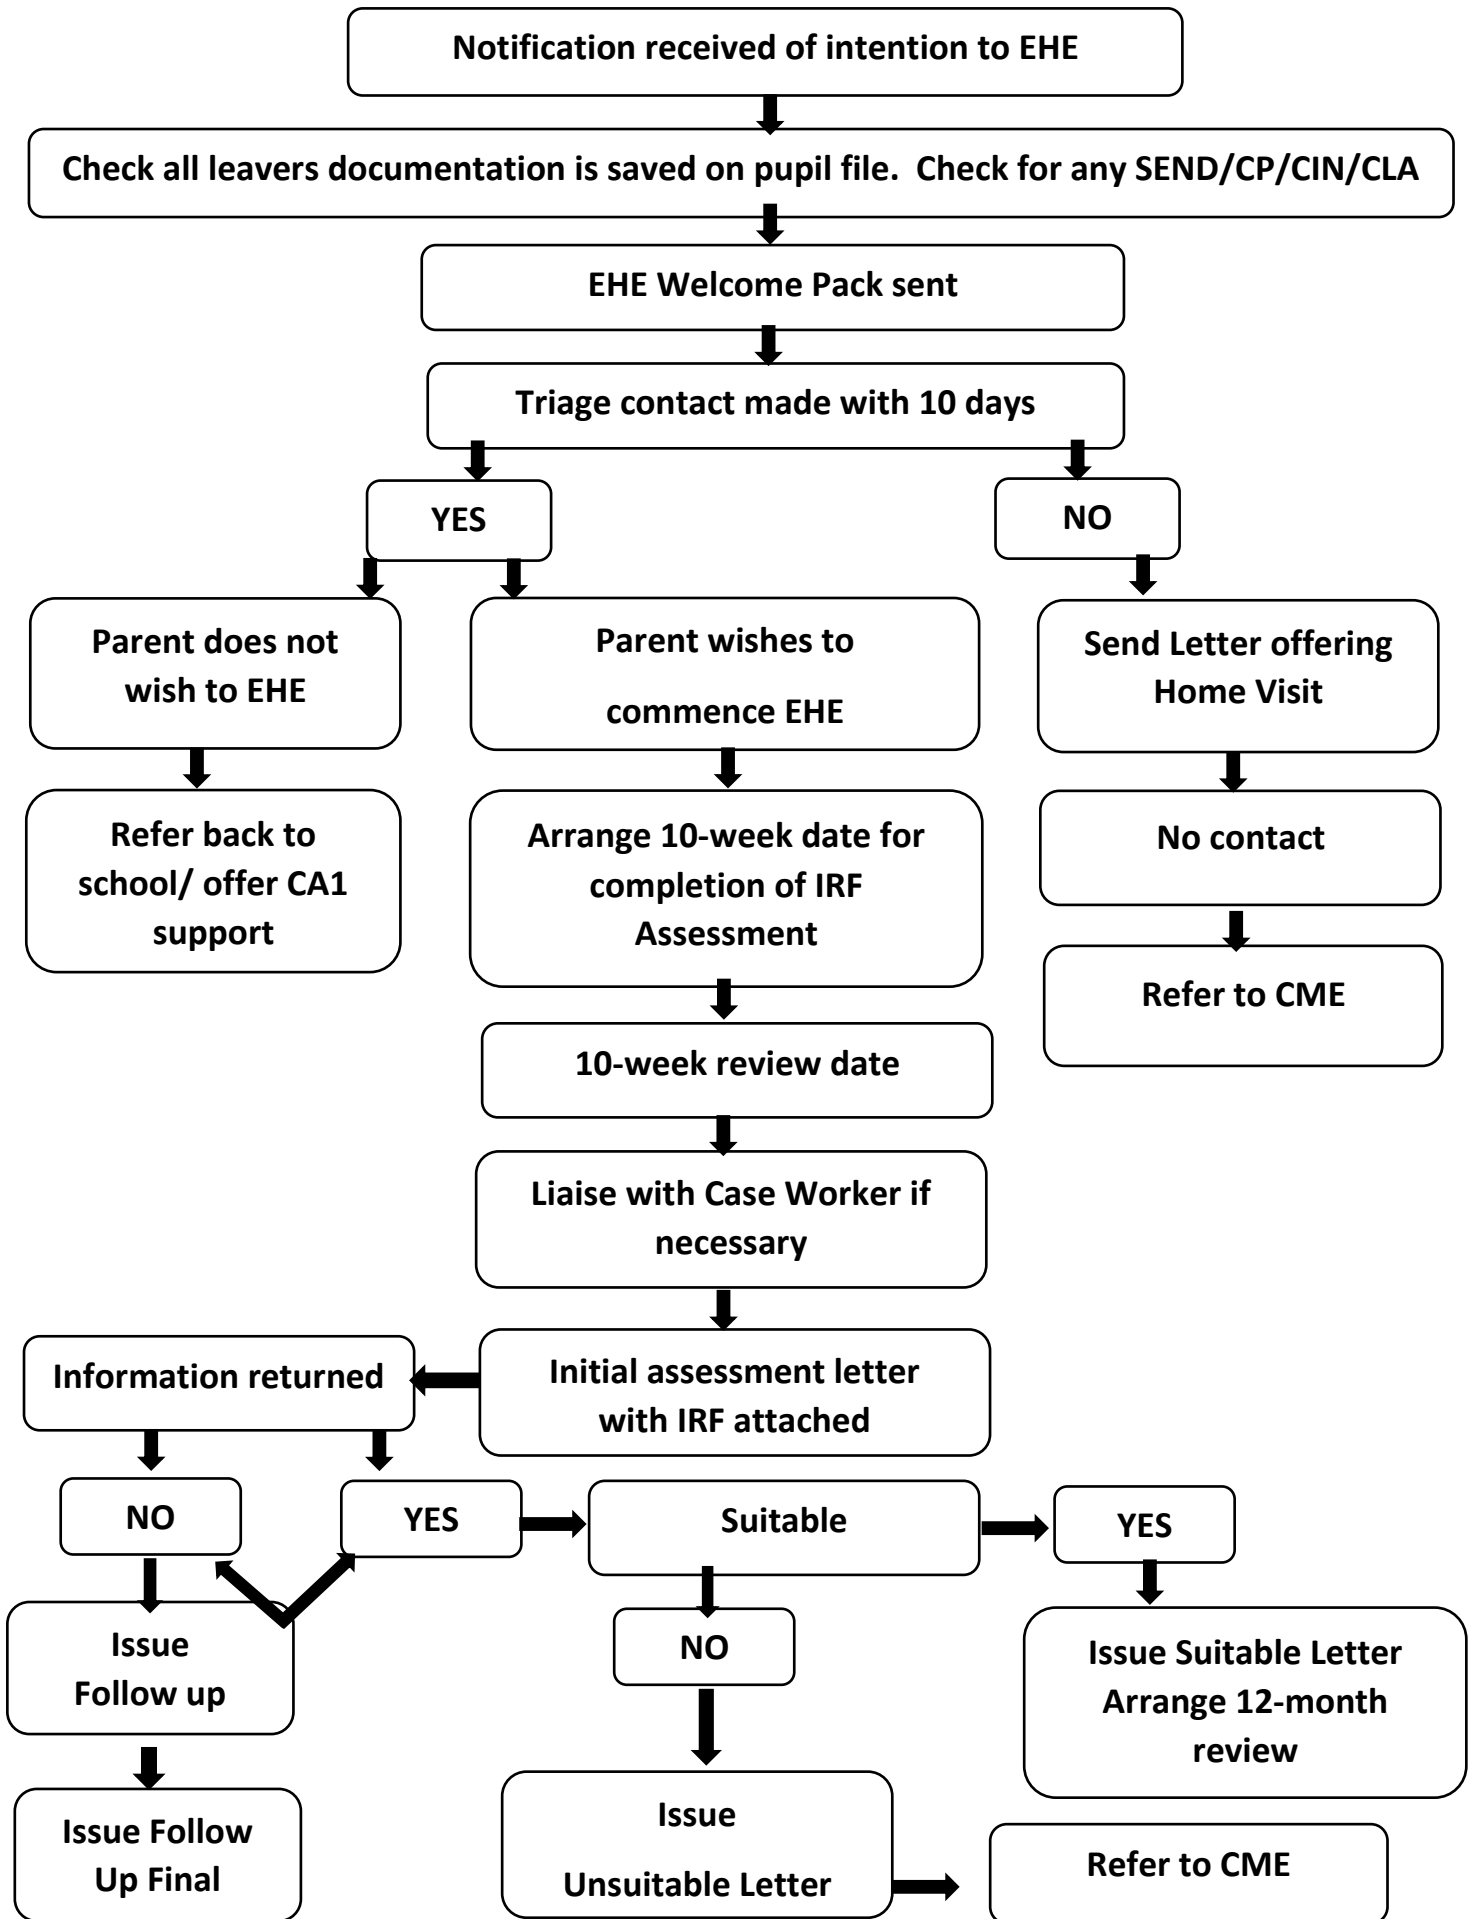 Notification received of intention to EHE
Check all leavers documentation is saved on pupil file.  Check for any SEND/CP/CIN/CLA
EHE Welcome Pack sent
Triage contact made with 10 days
YES
NO
Parent does not
wish to EHE
Parent wishes to
commence EHE
Send Letter offering
Home Visit
Refer back to
school/ offer CA1
support
Arrange 10-week date for
completion of IRF
Assessment
No contact
Refer to CME
10-week review date
Liaise with Case Worker if
necessary
Initial assessment letter
with IRF attached
Information returned
NO
YES
Suitable
YES
Issue
Follow up
NO
Issue Suitable Letter
Arrange 12-month
review
Issue Follow
Up Final
Issue
Unsuitable Letter
Refer to CME